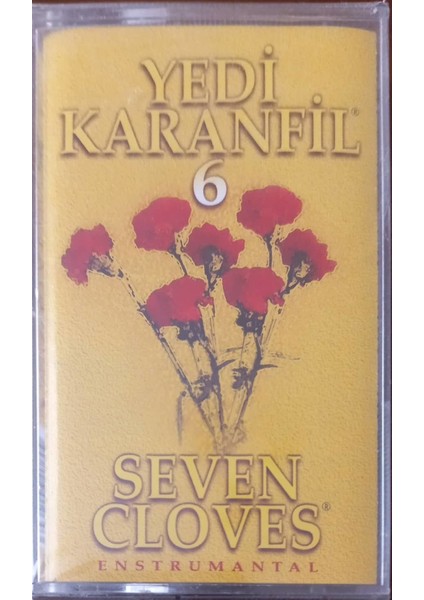 YEDİ
KARANFİL®
6
SEVEN
CLOVES®
ENSTRUMANTAL